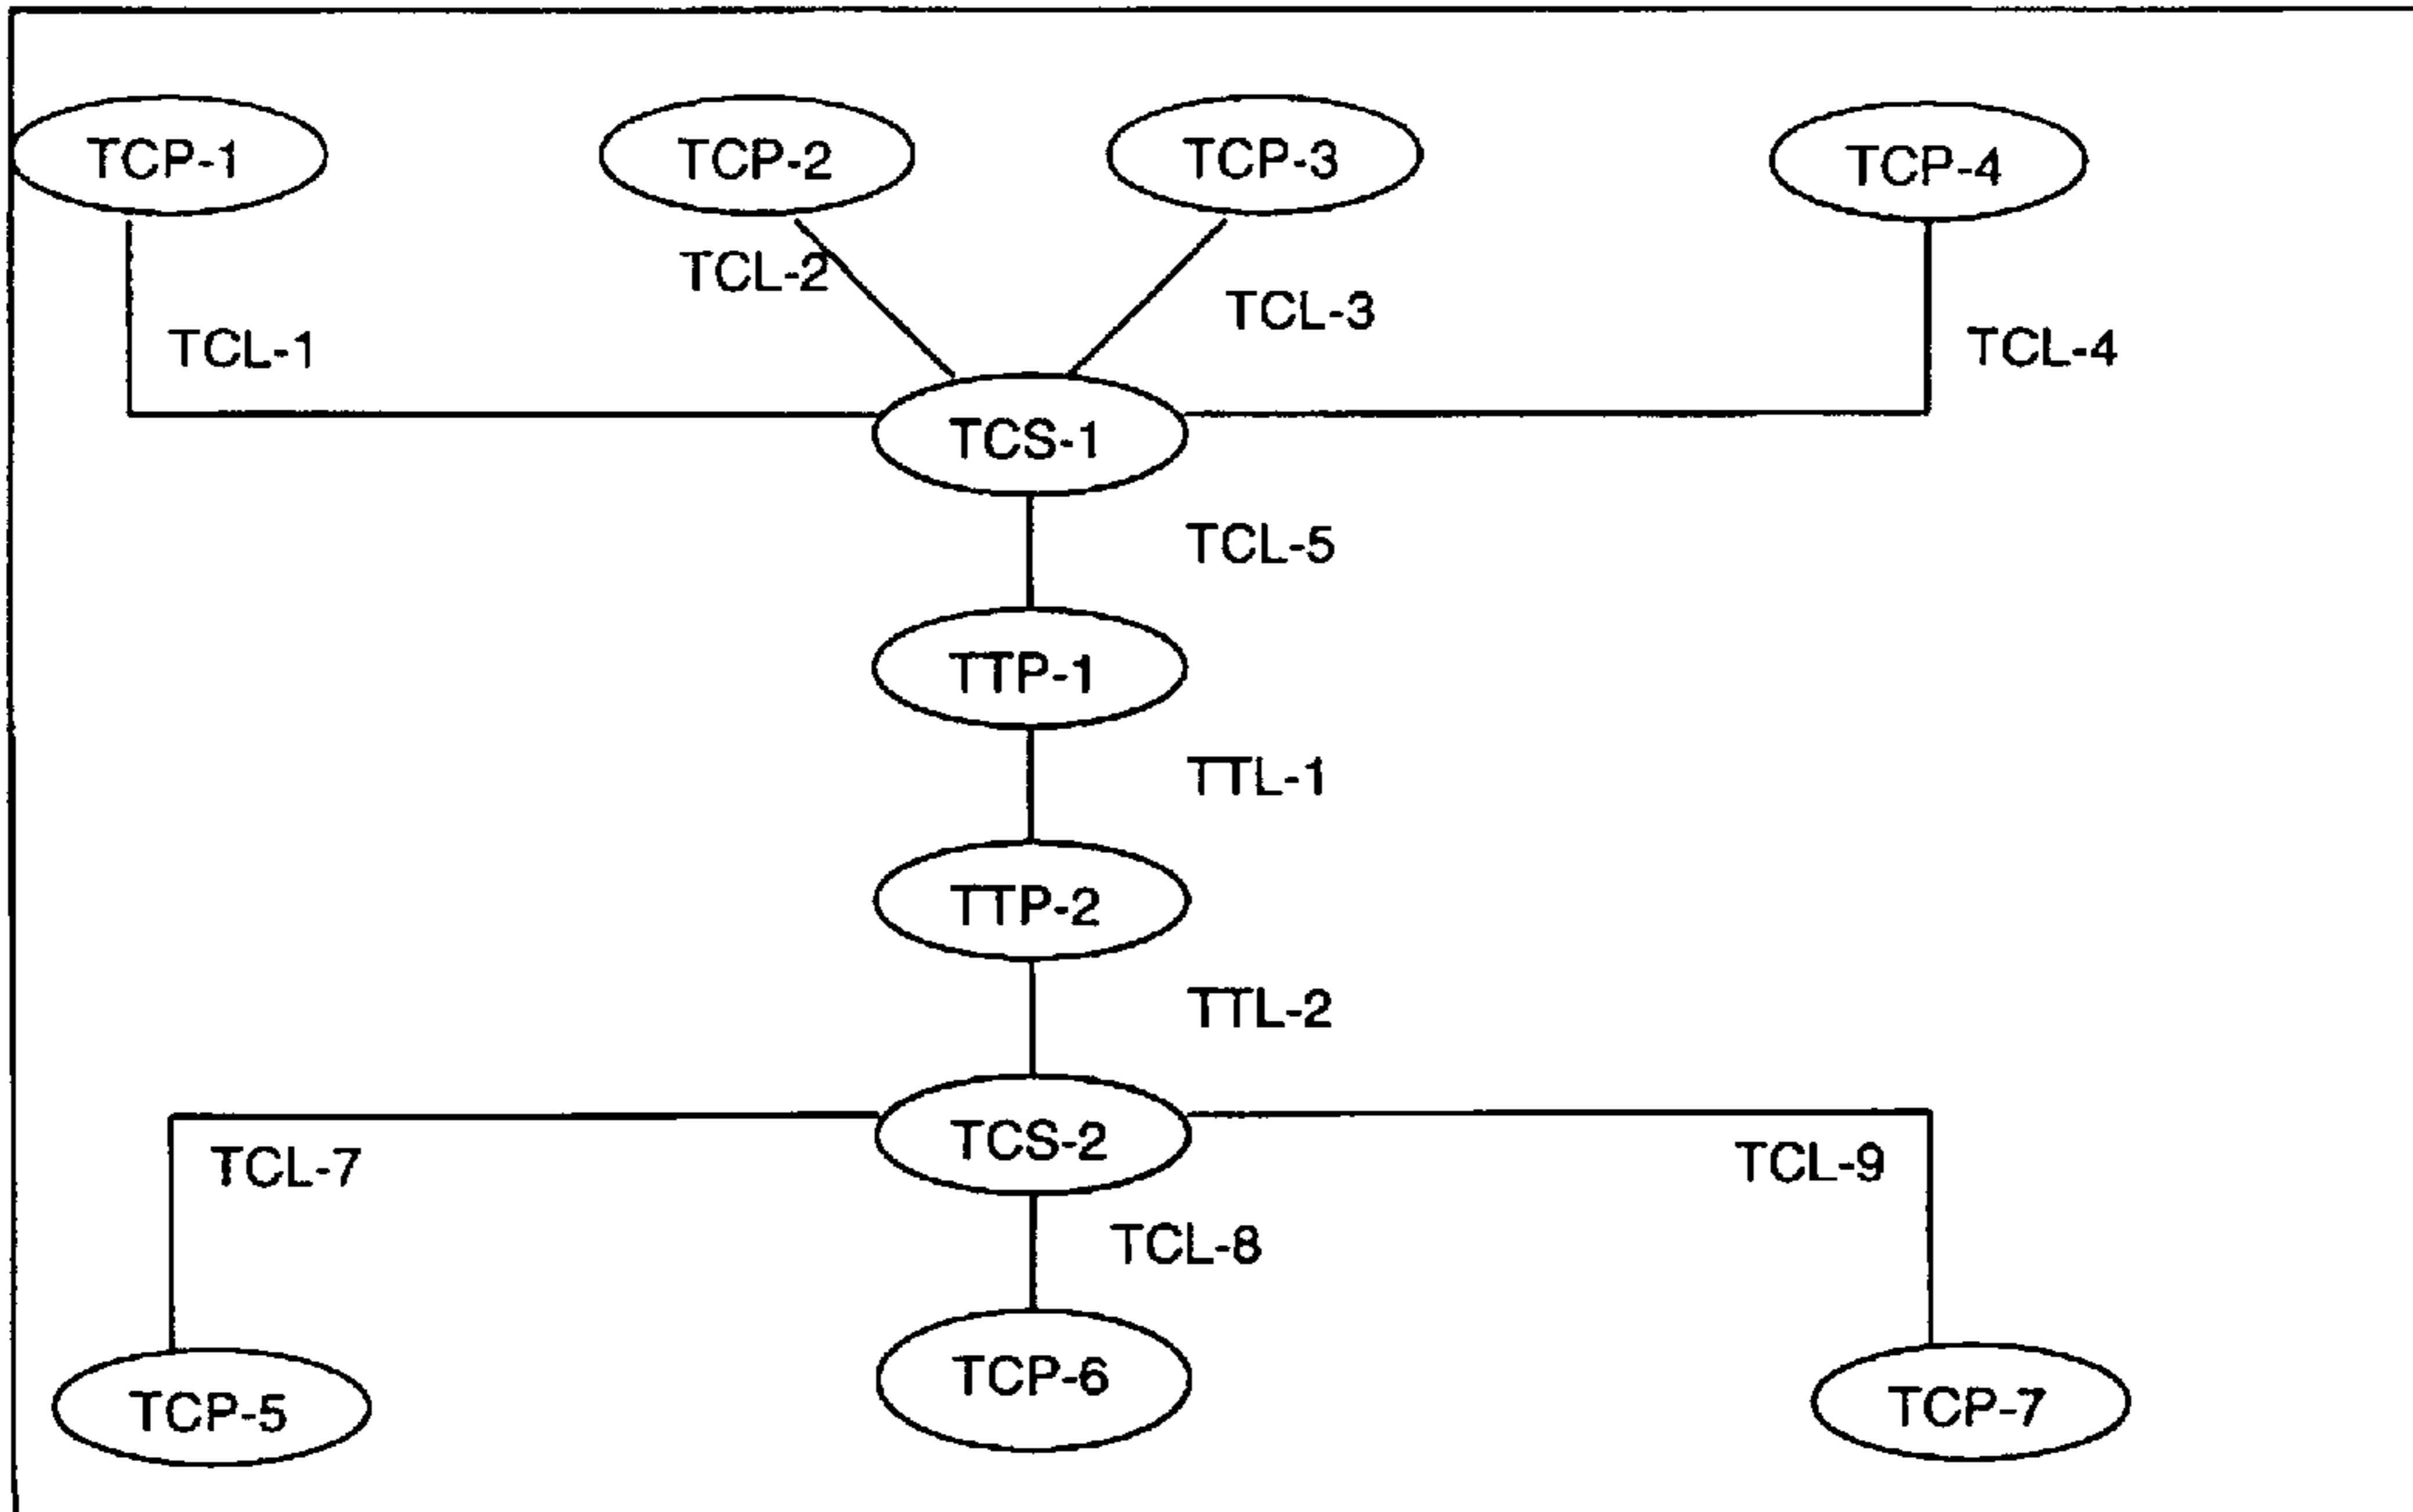 TCP-1 TCP-2 TCP-3 TCP-4
TCL-2
TCL-3
TCL-1 TCL-4
TCS-1
TCL-5
TTP-1
TTL-1
TTP-2
TTL-2
TCS-2
TCL-7 TCL-9
TCL-8
TCP-6
TCP-5 TCP-7